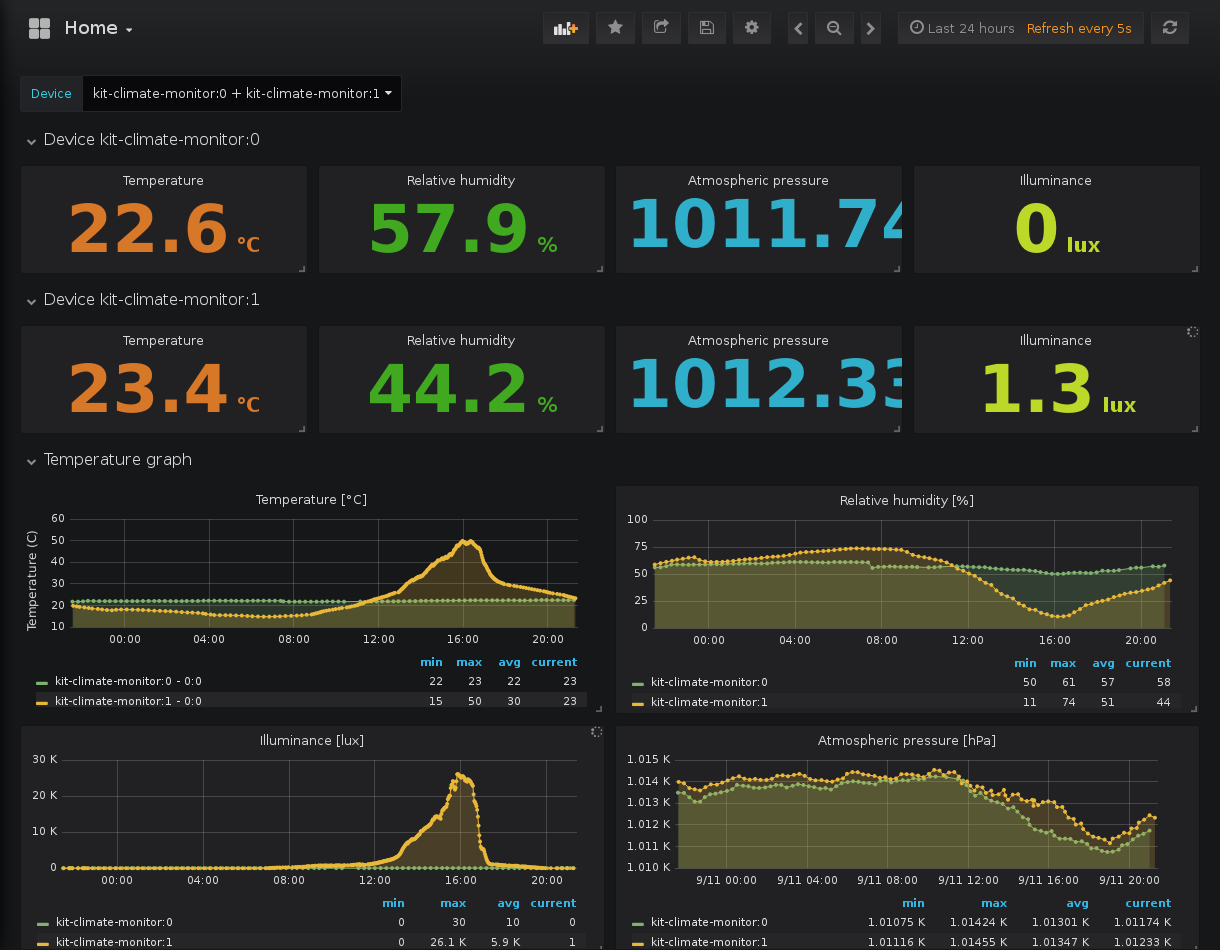 Home
Last 24 hours Refresh every 5s
Device kit-climate-monitor:0 + kit-climate-monitor:1
Device kit-climate-monitor:0
Temperature Relative humidity Atmospheric pressure Illuminance
22.6 °C 57.9 % 1011.74 0 lux
Device kit-climate-monitor:1
Temperature Relative humidity Atmospheric pressure Illuminance
23.4 °C 44.2 % 1012.33 1.3 lux
Temperature graph
Temperature [°C]
Temperature (C)
60
50
40
30
20
10
00:00 04:00 08:00 12:00 16:00 20:00
min max avg current
kit-climate-monitor:0 - 0:0 22 23 22 23
kit-climate-monitor:1 - 0:0 15 50 30 23
Relative humidity [%]
100
75
50
25
0
00:00 04:00 08:00 12:00 16:00 20:00
min max avg current
kit-climate-monitor:0 50 61 57 58
kit-climate-monitor:1 11 74 51 44
Illuminance [lux]
30 K
20 K
10 K
0
00:00 04:00 08:00 12:00 16:00 20:00
min max avg current
kit-climate-monitor:0 0 30 10 0
kit-climate-monitor:1 0 26.1 K 5.9 K 1
Atmospheric pressure [hPa]
1.015 K
1.014 K
1.013 K
1.012 K
1.011 K
1.010 K
9/11 00:00 9/11 04:00 9/11 08:00 9/11 12:00 9/11 16:00 9/11 20:00
min max avg current
kit-climate-monitor:0 1.01075 K 1.01424 K 1.01301 K 1.01174 K
kit-climate-monitor:1 1.01116 K 1.01455 K 1.01347 K 1.01233 K